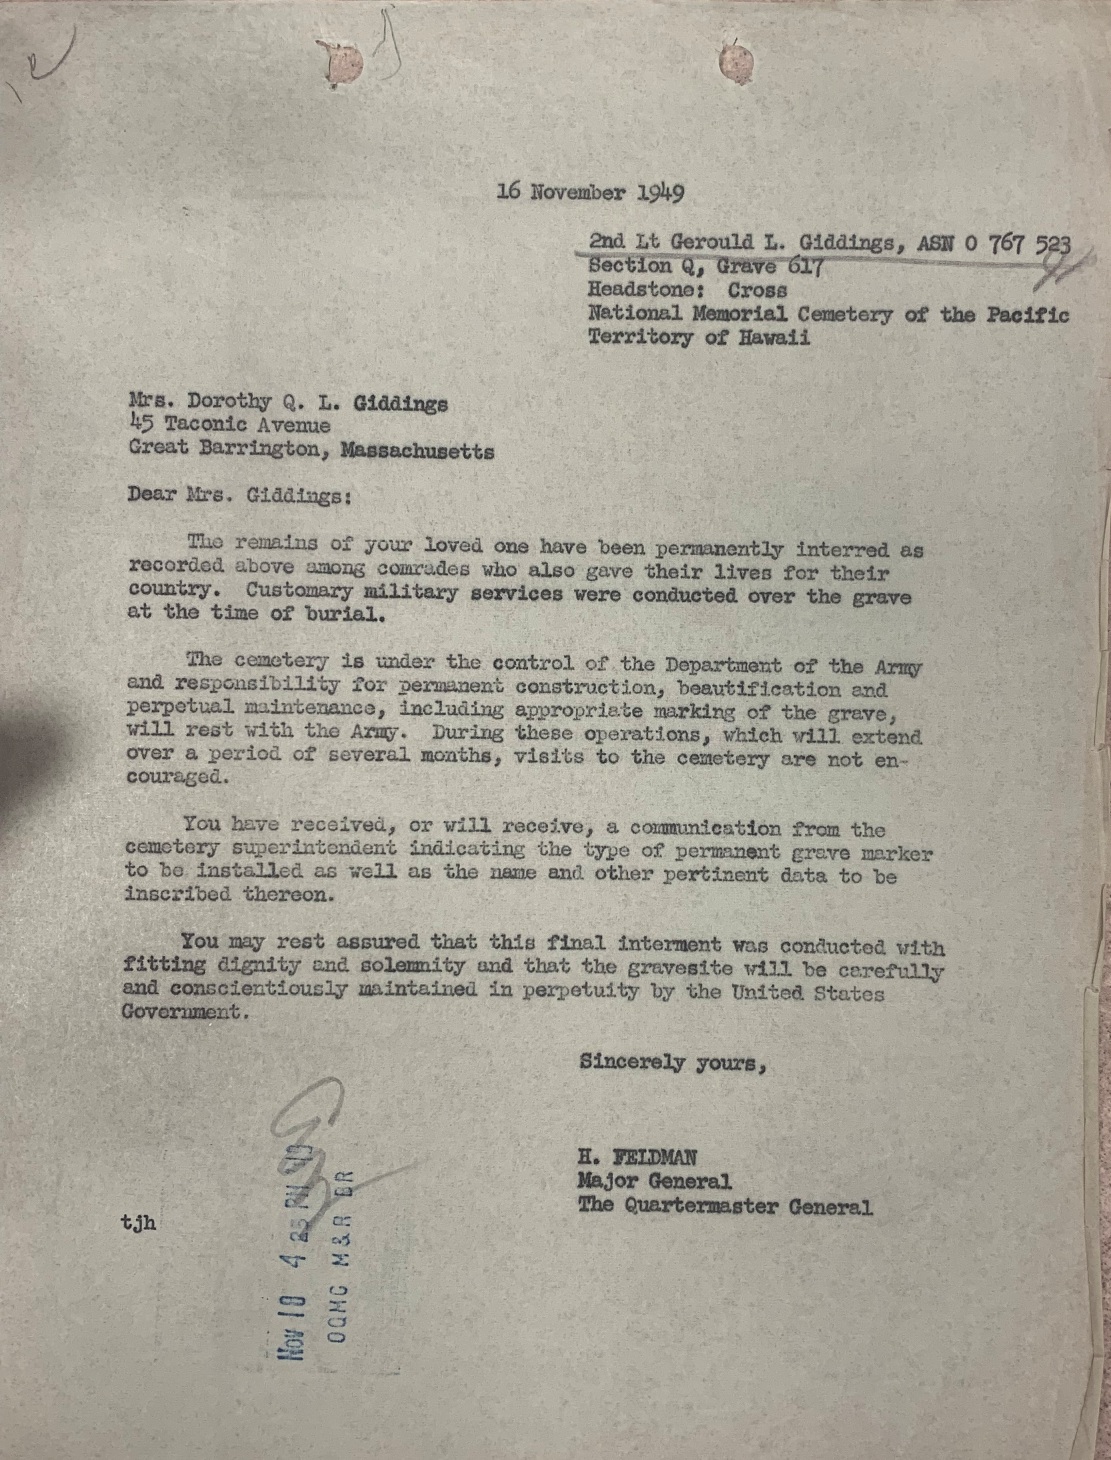 16 November 1949
2nd Lt Gerould L. Giddings, ASN O 767 523
Section Q, Grave 617
Headstone: Cross
National Memorial Cemetery of the Pacific
Territory of Hawaii
Mrs. Dorothy Q. L. Giddings
45 Taconic Avenue
Great Barrington, Massachusetts
Dear Mrs. Giddings:
The remains of your loved one have been permanently interred as
recorded above among comrades who also gave their lives for their
country. Customary military services were conducted over the grave
at the time of burial.
The cemetery is under the control of the Department of the Army
and responsibility for permanent construction, beautification and
perpetual maintenance, including appropriate marking of the grave,
will rest with the Army. During these operations, which will extend
over a period of several months, visits to the cemetery are not en-
couraged.
You have received, or will receive, a communication from the
cemetery superintendent indicating the type of permanent grave marker
to be installed as well as the name and other pertinent data to be
inscribed thereon.
You may rest assured that this final interment was conducted with
fitting dignity and solemnity and that the gravesite will be carefully
and conscientiously maintained in perpetuity by the United States
Government.
Sincerely yours,
H. FELDMAN
Major General
The Quartermaster General
tjh
Nov 18 4 PM
OQMG M&R BR